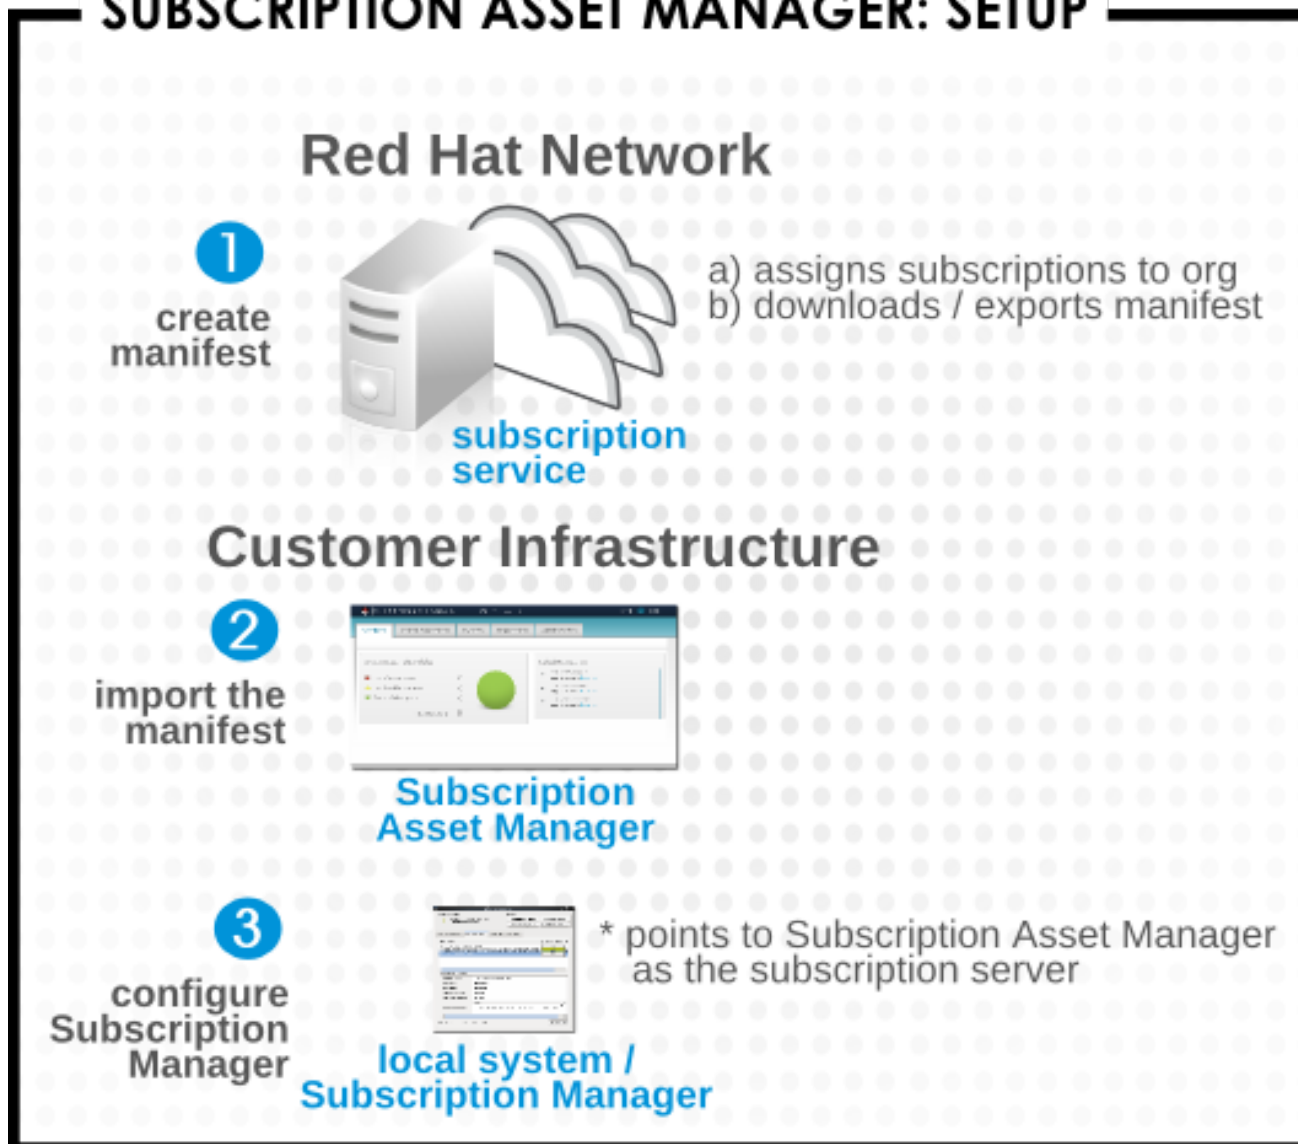 SUBSCRIPTION ASSET MANAGER: SETUP
Red Hat Network
1
create
manifest
a) assigns subscriptions to org
b) downloads / exports manifest
subscription
service
Customer Infrastructure
2
import the
manifest
Subscription
Asset Manager
3
configure
Subscription
Manager
* points to Subscription Asset Manager
as the subscription server
local system /
Subscription Manager